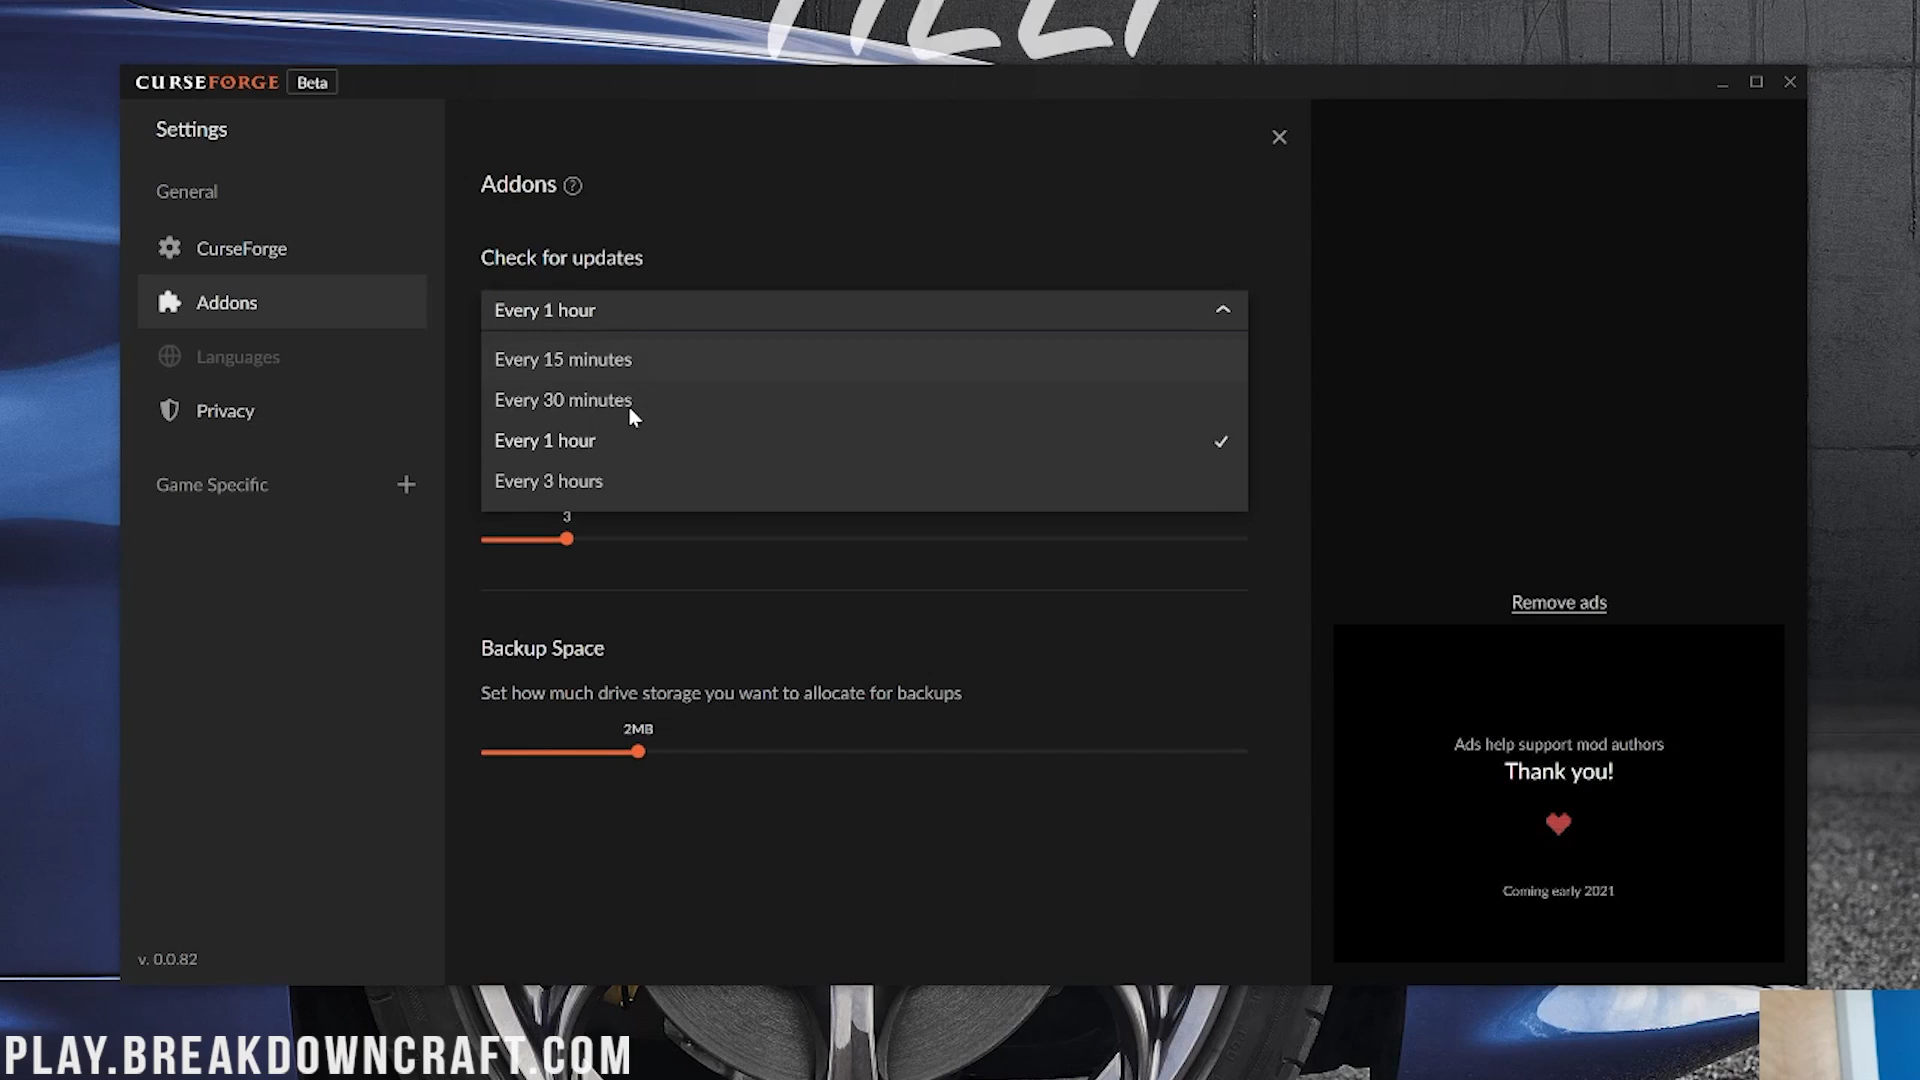 CURSEFORGE Beta
Settings
General
CurseForge
Addons
Languages
Privacy
Game Specific
v. 0.0.82
Addons
Check for updates
Every 1 hour
Every 15 minutes
Every 30 minutes
Every 1 hour
Every 3 hours
3
Backup Space
Set how much drive storage you want to allocate for backups
2MB
Remove ads
Ads help support mod authors
Thank you!
Coming early 2021
PLAY.BREAKDOWNCRAFT.COM